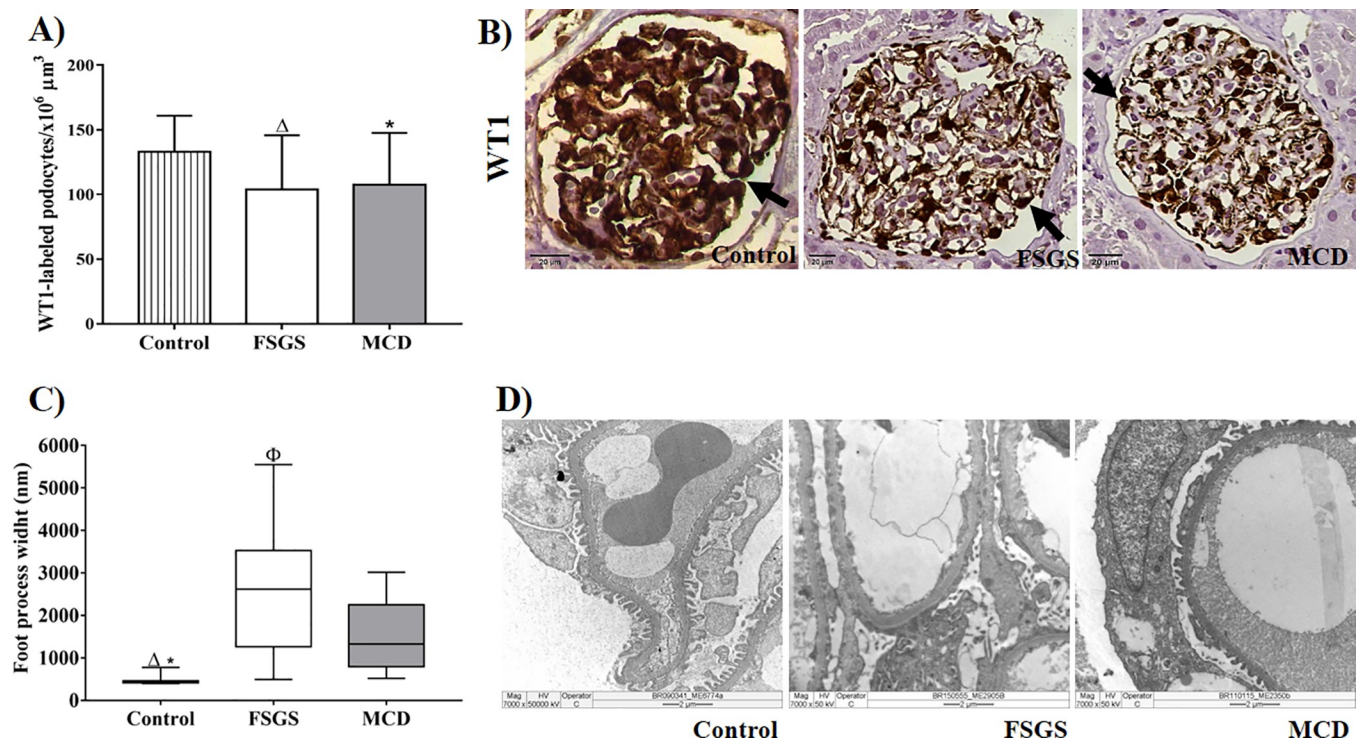 A)
WT1-labeled podocytes/x10⁶ µm³
200
150
100
50
0
Δ
*
Control FSGS MCD
B)
WT1
20 µm
Control
20 µm
FSGS
20 µm
MCD
C)
Foot process widht (nm)
6000
5000
4000
3000
2000
1000
0
Δ *
Φ
Control FSGS MCD
D)
Mag HV Operator BR090341_ME6774a
7000 x 50000 kV C 2 µm
Control
Mag HV Operator BR150555_ME2905B
7000 x 50 kV C 2 µm
FSGS
Mag HV Operator BR110115_ME2350b
7000 x 50 kV C 2 µm
MCD